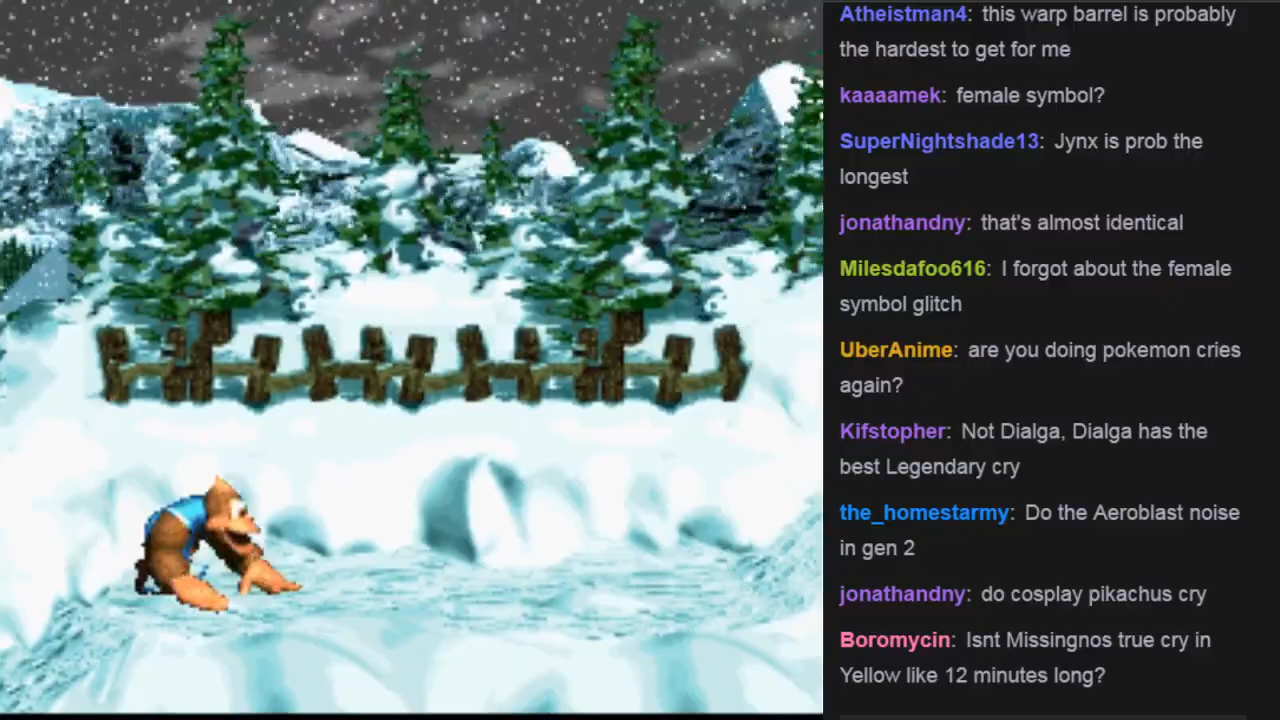 Atheistman4: this warp barrel is probably
the hardest to get for me
kaaaamek: female symbol?
SuperNightshade13: Jynx is prob the
longest
jonathandny: that's almost identical
Milesdafoo616: I forgot about the female
symbol glitch
UberAnime: are you doing pokemon cries
again?
Kifstopher: Not Dialga, Dialga has the
best Legendary cry
the_homestarmy: Do the Aeroblast noise
in gen 2
jonathandny: do cosplay pikachus cry
Boromycin: Isnt Missingnos true cry in
Yellow like 12 minutes long?